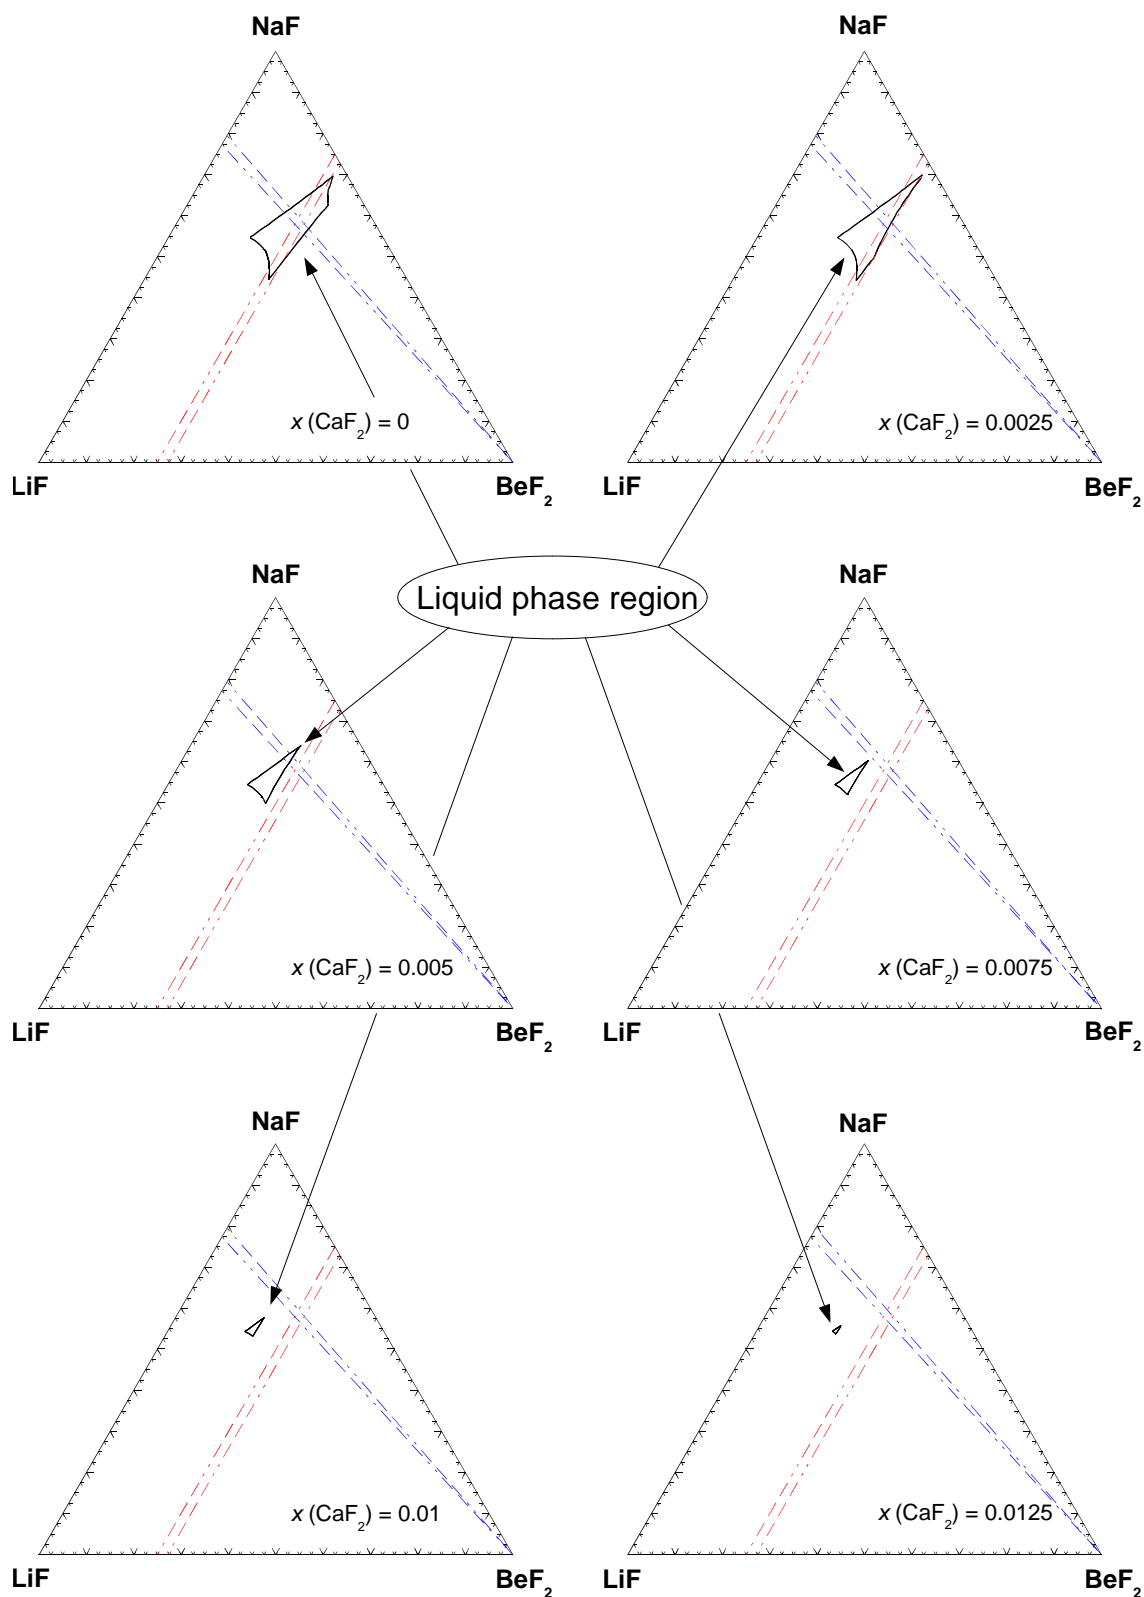 NaF NaF
x (CaF₂) = 0 x (CaF₂) = 0.0025
LiF BeF₂ LiF BeF₂
NaF NaF
Liquid phase region
x (CaF₂) = 0.005 x (CaF₂) = 0.0075
LiF BeF₂ LiF BeF₂
NaF NaF
x (CaF₂) = 0.01 x (CaF₂) = 0.0125
LiF BeF₂ LiF BeF₂